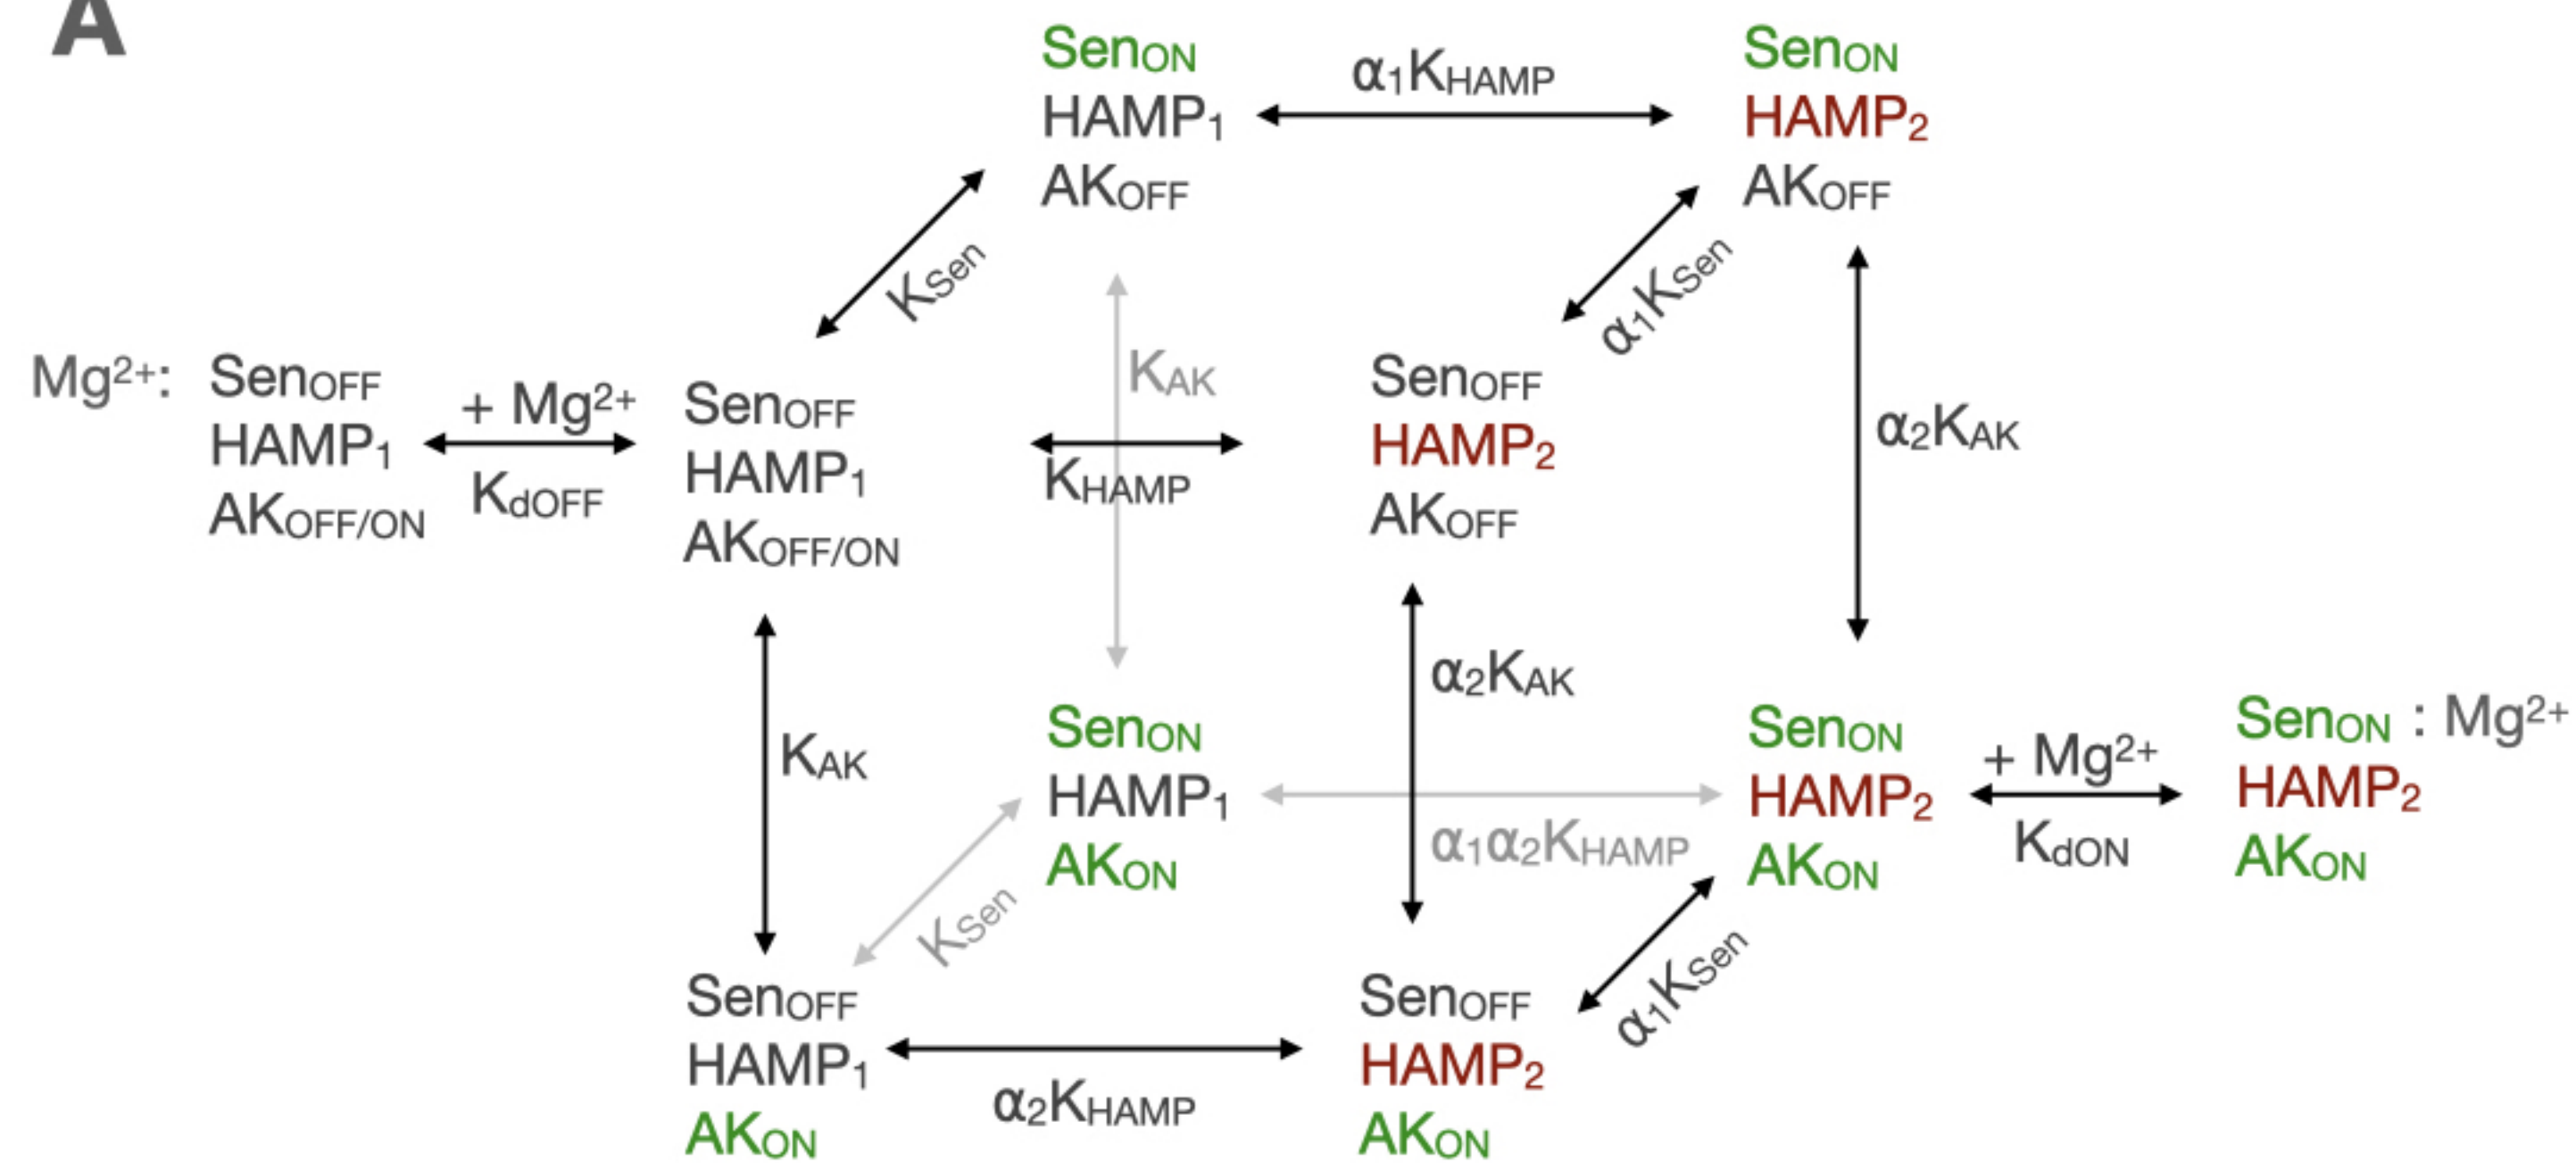 A
SenON
HAMP1
AKOFF
α1KHAMP
SenON
HAMP2
AKOFF
KSen
α1KSen
Mg2+:
SenOFF
HAMP1
AKOFF/ON
+ Mg2+
KdOFF
SenOFF
HAMP1
AKOFF/ON
KAK
KHAMP
SenOFF
HAMP2
AKOFF
α2KAK
KAK
α2KAK
SenON
HAMP1
AKON
α1α2KHAMP
SenON
HAMP2
AKON
+ Mg2+
KdON
SenON : Mg2+
HAMP2
AKON
KSen
α1KSen
SenOFF
HAMP1
AKON
α2KHAMP
SenOFF
HAMP2
AKON